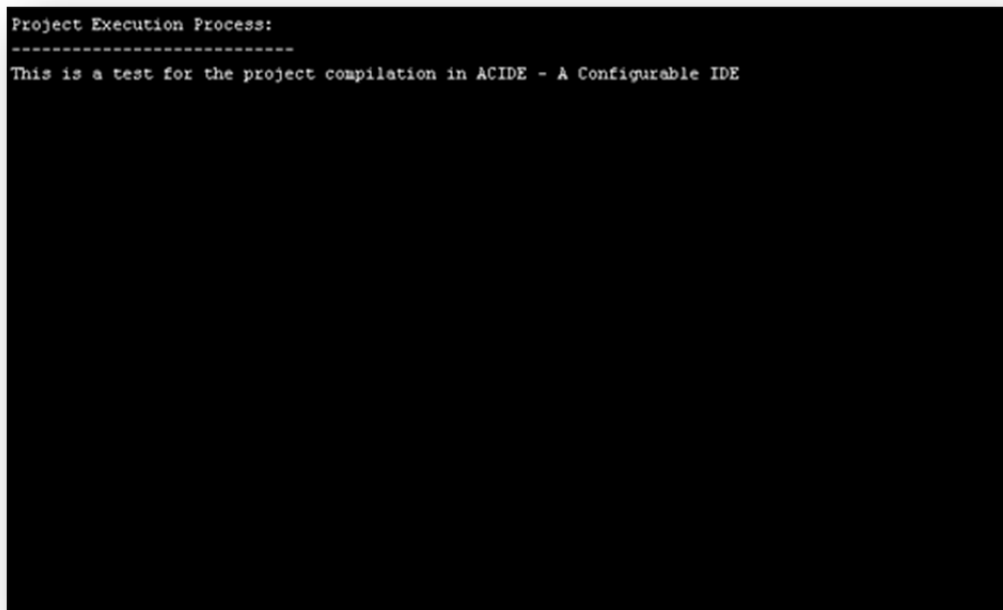 Project Execution Process:
----------------------------
This is a test for the project compilation in ACIDE - A Configurable IDE